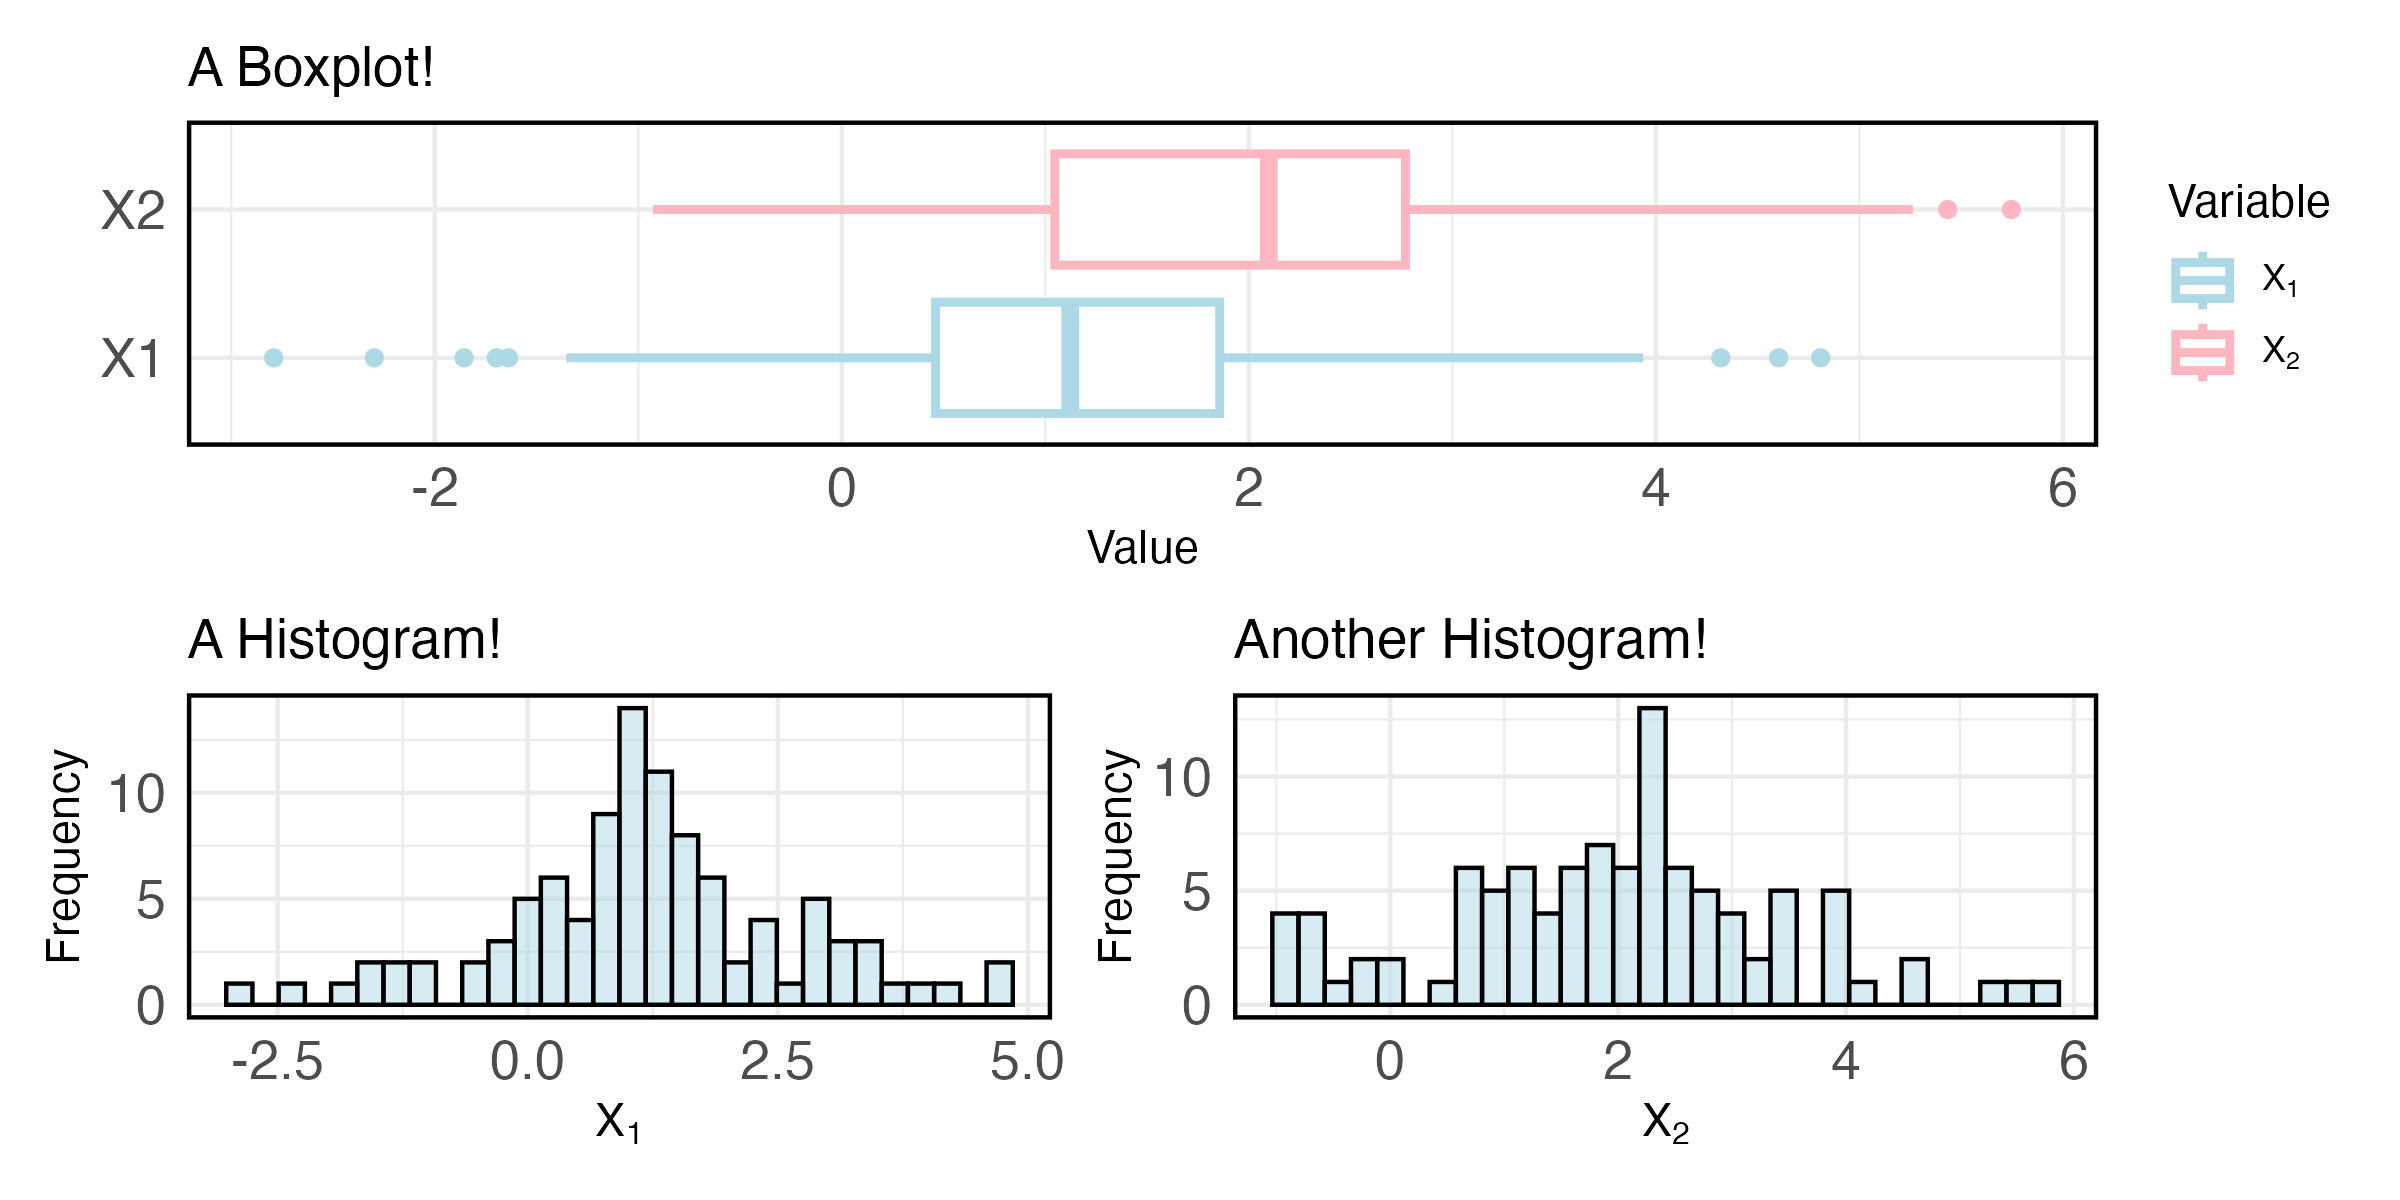 A Boxplot!
X2
X1
-2 0 2 4 6
Value
Variable
X₁
X₂
A Histogram!
Frequency
10
5
0
-2.5 0.0 2.5 5.0
X₁
Another Histogram!
Frequency
10
5
0
0 2 4 6
X₂